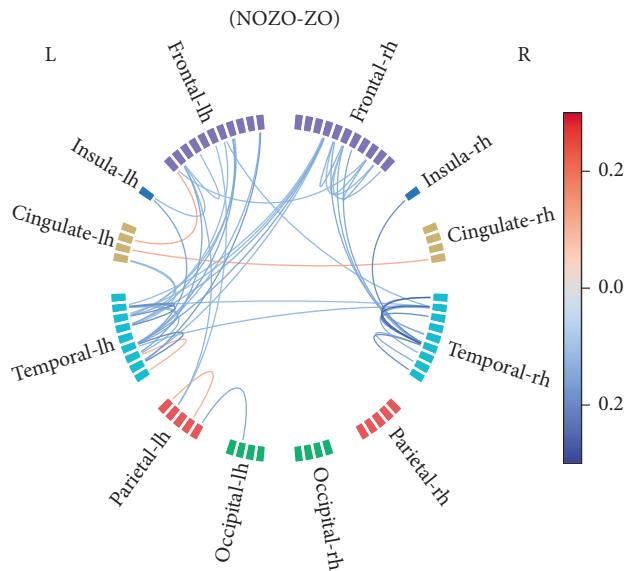 (NOZO-ZO)
L
R
Frontal-lh
Frontal-rh
Insula-lh
Insula-rh
Cingulate-lh
Cingulate-rh
Temporal-lh
Temporal-rh
Parietal-lh
Parietal-rh
Occipital-lh
Occipital-rh
0.2
0.0
0.2